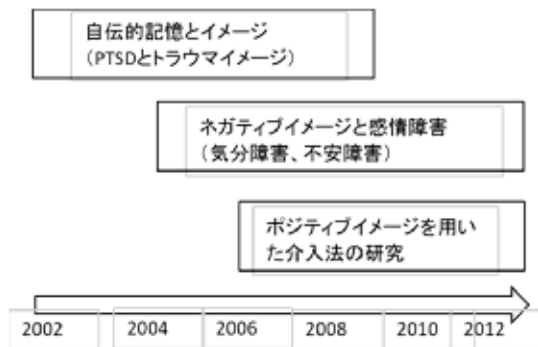 自伝的記憶とイメージ
(PTSDとトラウマイメージ)
ネガティブイメージと感情障害
(気分障害、不安障害)
ポジティブイメージを用い
た介入法の研究
2002 2004 2006 2008 2010 2012